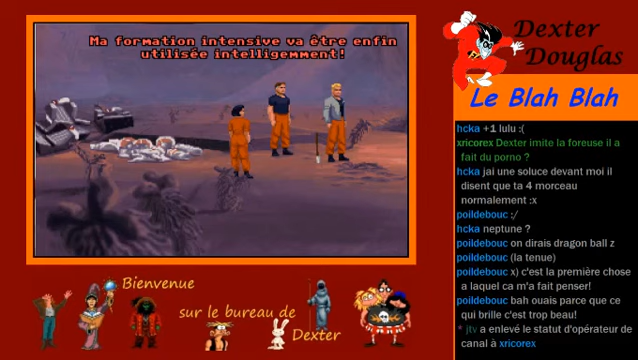 Ma formation intensive va être enfin
utilisée intelligemment!
Dexter
Douglas
Le Blah Blah
hcka +1 lulu :(
xricorex Dexter imite la foreuse il a
fait du porno ?
hcka jai une soluce devant moi il
disent que ta 4 morceau
normalement :x
poildebouc :/
hcka neptune ?
poildebouc on dirais dragon ball z
poildebouc (la tenue)
poildebouc x) c'est la première chose
a laquel ca m'a fait penser!
poildebouc bah ouais parce que ce
qui brille c'est trop beau!
* jtv a enlevé le statut d'opérateur de
canal à xricorex
Bienvenue
sur le bureau de
Dexter